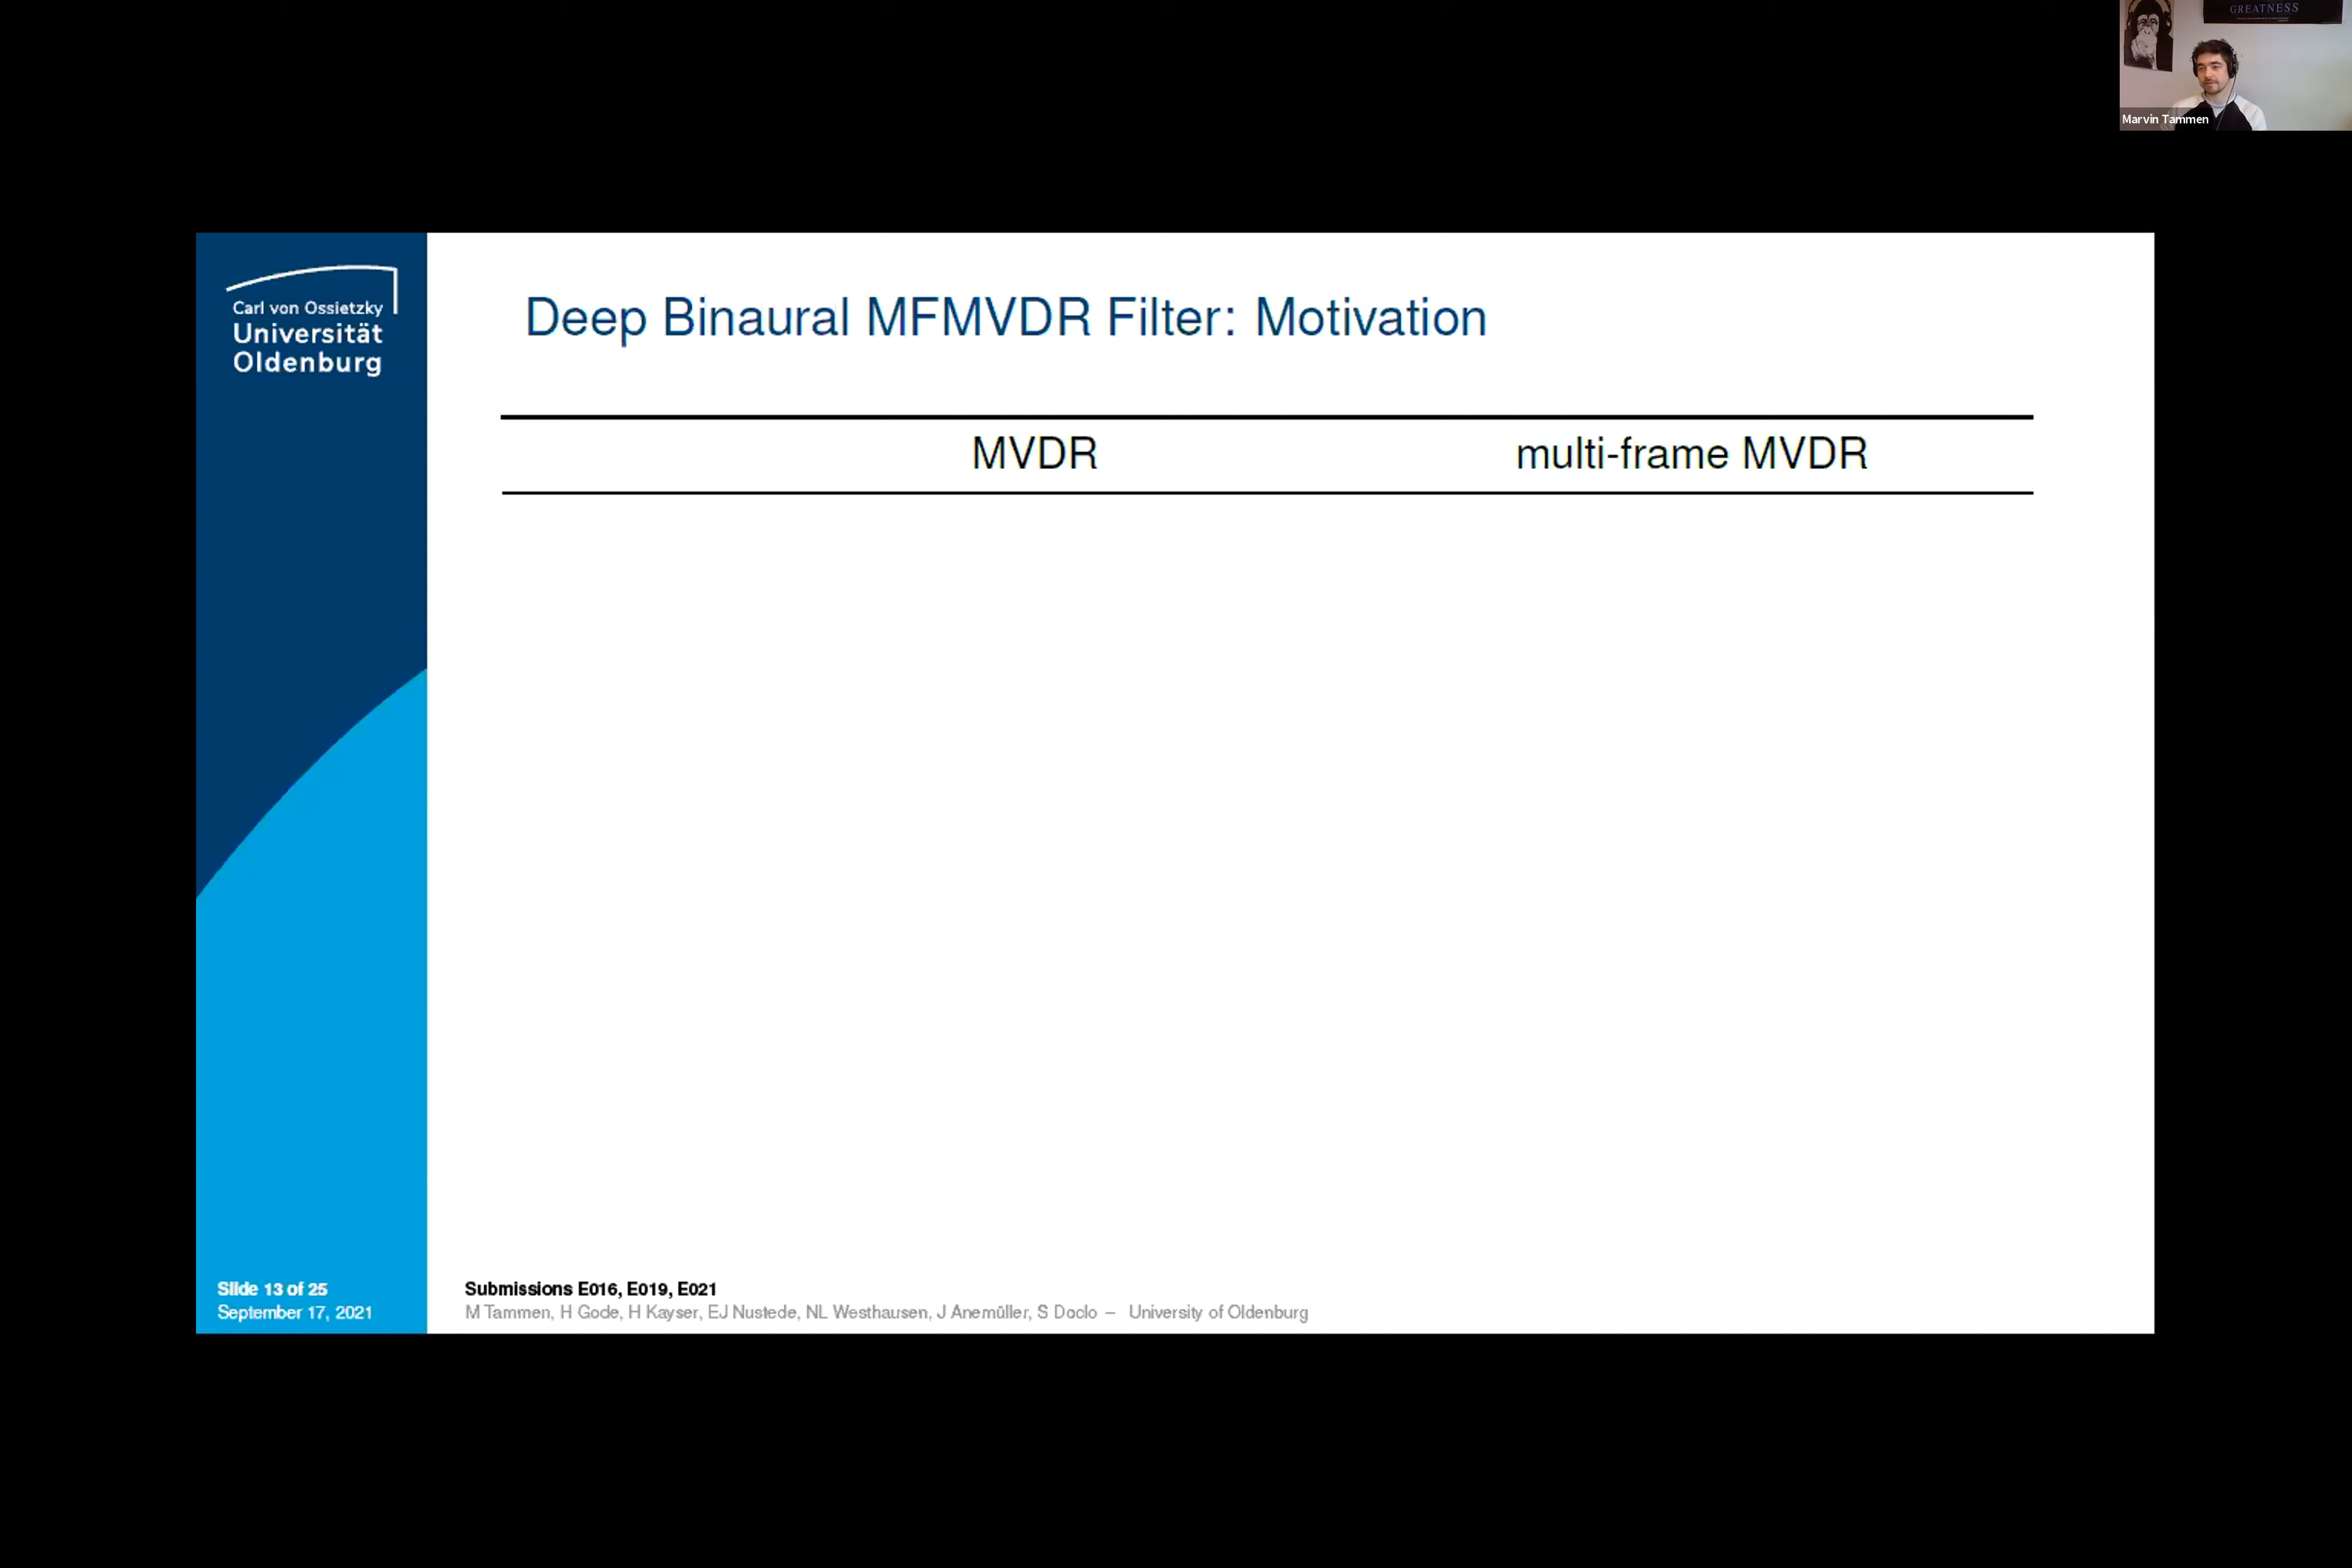 GREATNESS
Marvin Tammen
Carl von Ossietzky
Universität
Oldenburg
Deep Binaural MFMVDR Filter: Motivation
MVDR multi-frame MVDR
Slide 13 of 25
September 17, 2021
Submissions E016, E019, E021
M Tammen, H Gode, H Kayser, EJ Nustede, NL Westhausen, J Anemüller, S Doclo – University of Oldenburg